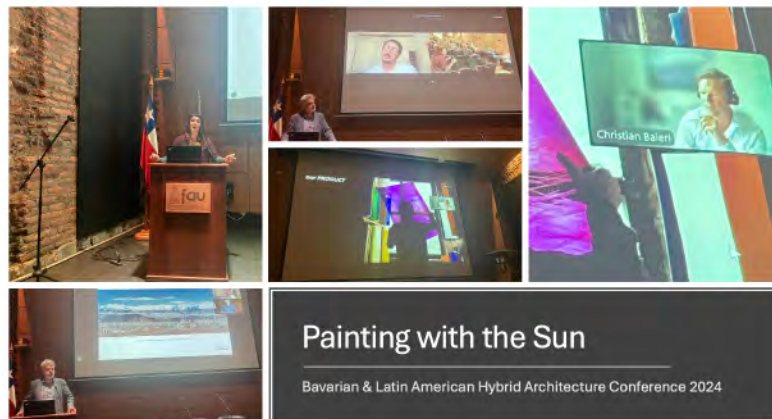 fau
our PRODUCT
Christian Balen
Painting with the Sun
Bavarian & Latin American Hybrid Architecture Conference 2024